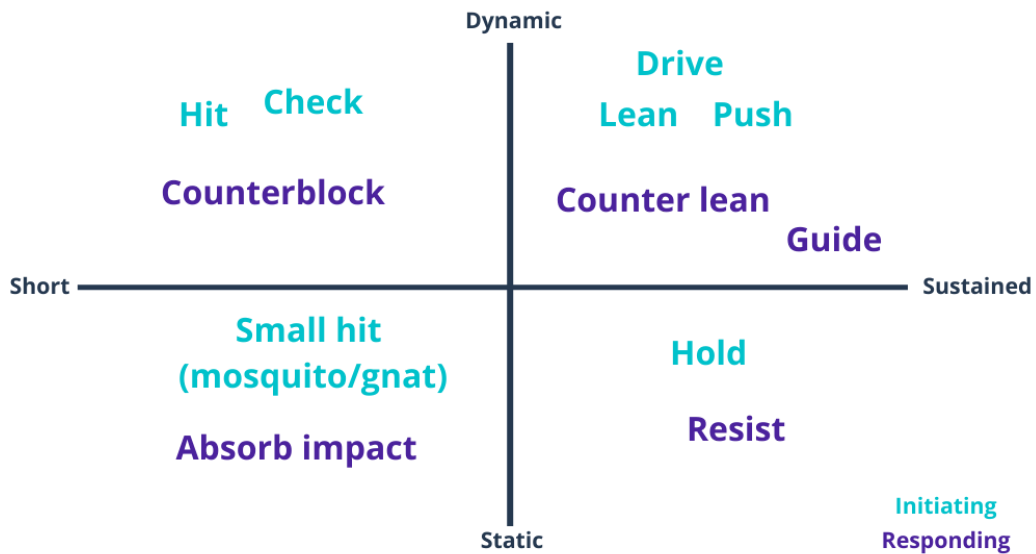 Dynamic
Drive
Hit Check
Lean Push
Counterblock
Counter lean
Guide
Short
Sustained
Small hit
(mosquito/gnat)
Hold
Absorb impact
Resist
Initiating
Static
Responding